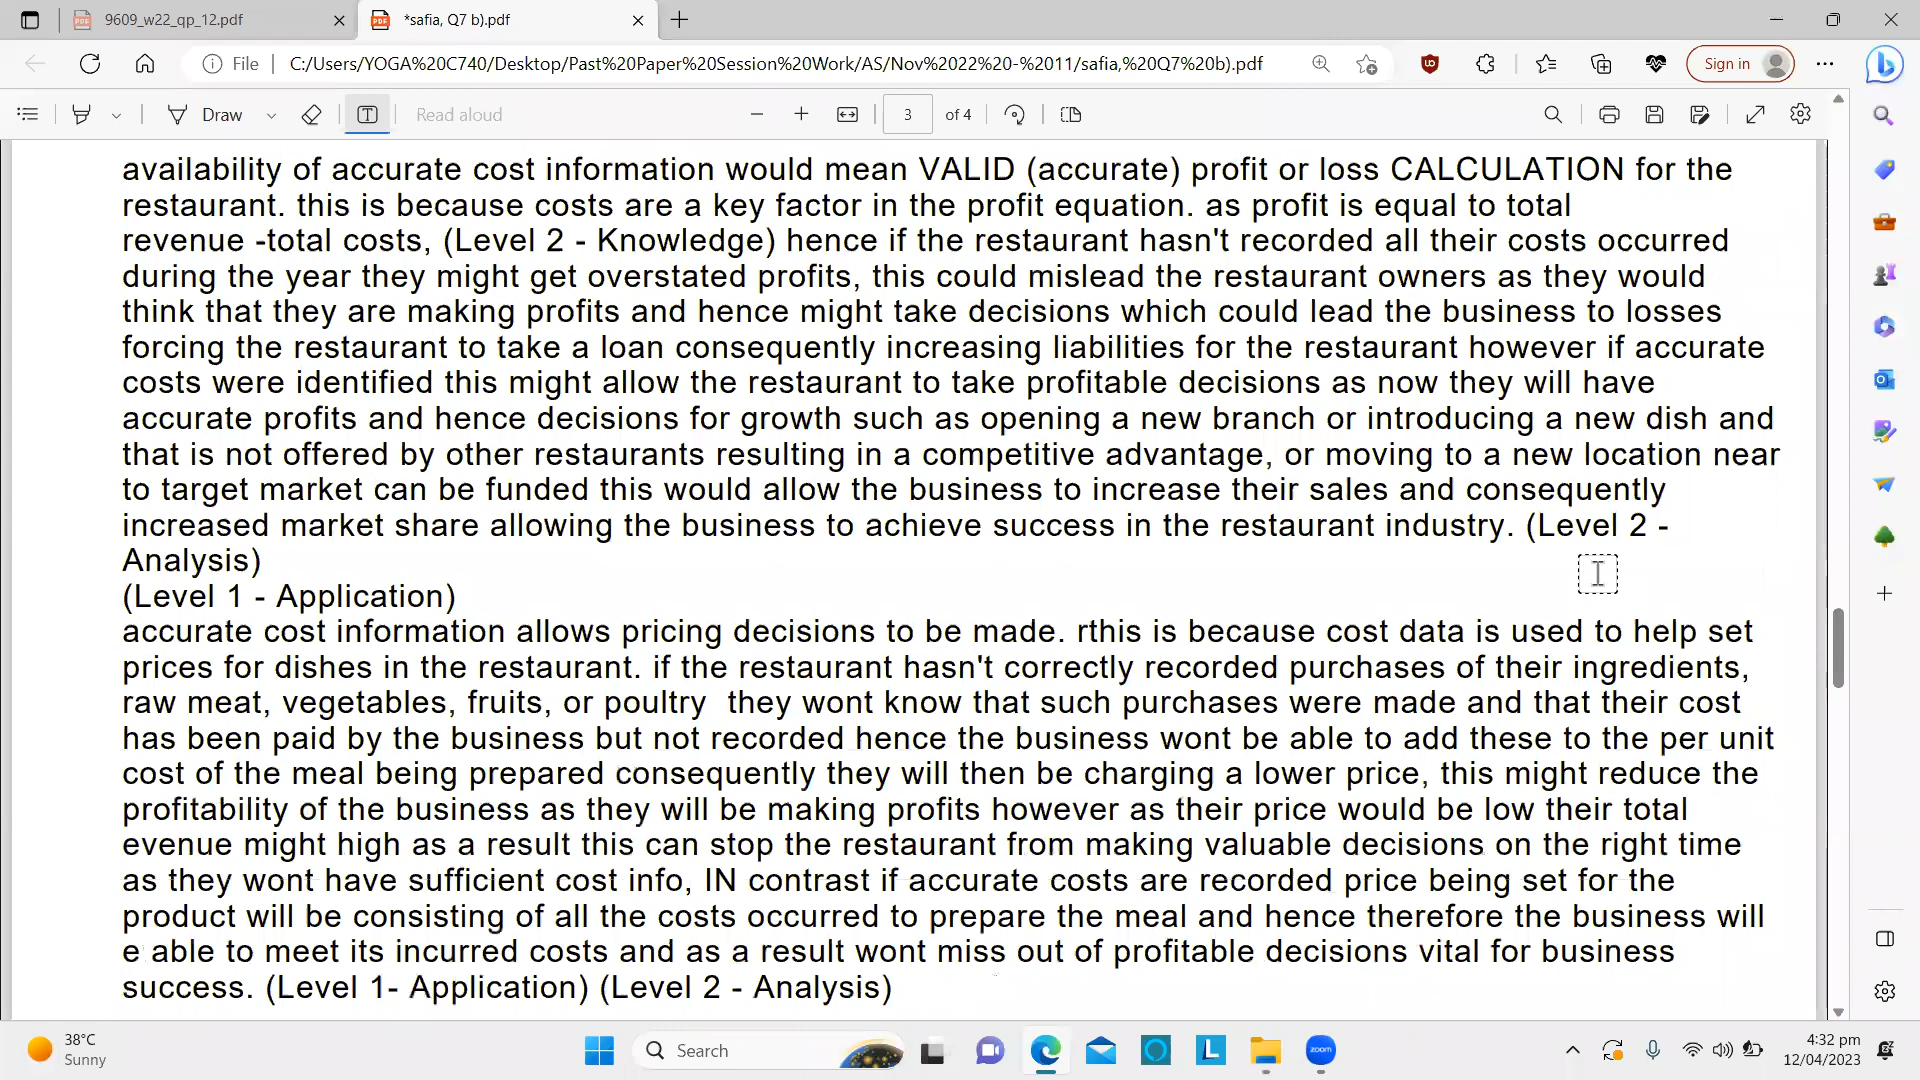 9609_w22_qp_12.pdf
*safia, Q7 b).pdf
File
C:/Users/YOGA%20C740/Desktop/Past%20Paper%20Session%20Work/AS/Nov%2022%20-%2011/safia,%20Q7%20b).pdf
Sign in
Draw
Read aloud
3
of 4
availability of accurate cost information would mean VALID (accurate) profit or loss CALCULATION for the
restaurant. this is because costs are a key factor in the profit equation. as profit is equal to total
revenue -total costs, (Level 2 - Knowledge) hence if the restaurant hasn't recorded all their costs occurred
during the year they might get overstated profits, this could mislead the restaurant owners as they would
think that they are making profits and hence might take decisions which could lead the business to losses
forcing the restaurant to take a loan consequently increasing liabilities for the restaurant however if accurate
costs were identified this might allow the restaurant to take profitable decisions as now they will have
accurate profits and hence decisions for growth such as opening a new branch or introducing a new dish and
that is not offered by other restaurants resulting in a competitive advantage, or moving to a new location near
to target market can be funded this would allow the business to increase their sales and consequently
increased market share allowing the business to achieve success in the restaurant industry. (Level 2 -
Analysis)
(Level 1 - Application)
accurate cost information allows pricing decisions to be made. rthis is because cost data is used to help set
prices for dishes in the restaurant. if the restaurant hasn't correctly recorded purchases of their ingredients,
raw meat, vegetables, fruits, or poultry  they wont know that such purchases were made and that their cost
has been paid by the business but not recorded hence the business wont be able to add these to the per unit
cost of the meal being prepared consequently they will then be charging a lower price, this might reduce the
profitability of the business as they will be making profits however as their price would be low their total
evenue might high as a result this can stop the restaurant from making valuable decisions on the right time
as they wont have sufficient cost info, IN contrast if accurate costs are recorded price being set for the
product will be consisting of all the costs occurred to prepare the meal and hence therefore the business will
e able to meet its incurred costs and as a result wont miss out of profitable decisions vital for business
success. (Level 1- Application) (Level 2 - Analysis)
38°C
Sunny
Search
zoom
4:32 pm
12/04/2023